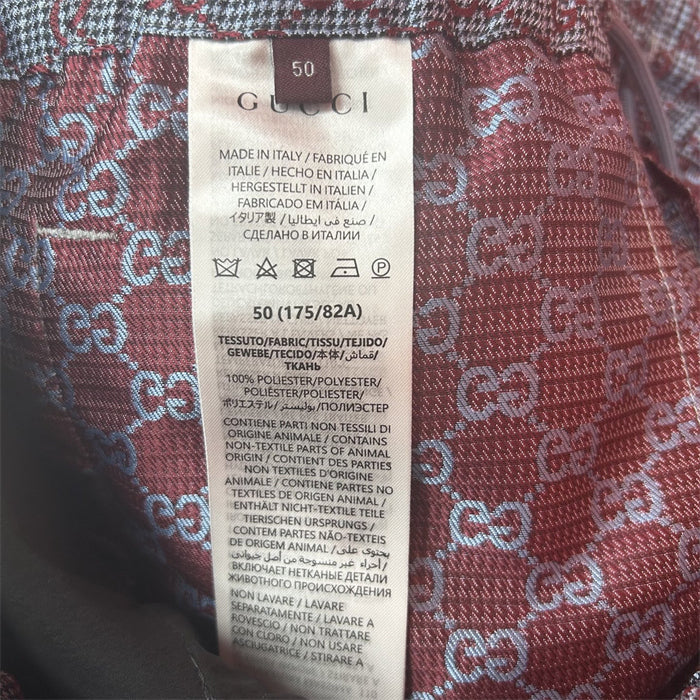 50
GUCCI
MADE IN ITALY / FABRIQUÉ EN
ITALIE / HECHO EN ITALIA /
HERGESTELLT IN ITALIEN /
FABRICADO EM ITÁLIA /
イタリア製 / صنع في ايطاليا /
СДЕЛАНО В ИТАЛИИ
50 (175/82A)
TESSUTO/FABRIC/TISSU/TEJIDO/
GEWEBE/TECIDO/本体/قماش/
ТКАНЬ
100% POLIESTER/POLYESTER/
POLIÉSTER/POLIÉSTER/
ポリエステル/بوليستر/ПОЛИЭСТЕР
CONTIENE PARTI NON TESSILI DI
ORIGINE ANIMALE / CONTAINS
NON-TEXTILE PARTS OF ANIMAL
ORIGIN / CONTIENT DES PARTIES
NON TEXTILES D'ORIGINE
ANIMALE / CONTIENE PARTES NO
TEXTILES DE ORIGEN ANIMAL /
ENTHÄLT NICHT-TEXTILE TEILE
TIERISCHEN URSPRUNGS /
CONTÉM PARTES NÃO-TEXTEIS
DE ORIGEM ANIMAL / يحتوى على
أجزاء غير منسوجة من أصل حيواني /
ВКЛЮЧАЕТ НЕТКАНЫЕ ДЕТАЛИ
ЖИВОТНОГО ПРОИСХОЖДЕНИЯ
NON LAVARE / LAVARE
SEPARATAMENTE / LAVARE A
ROVESCIO / NON TRATTARE
CON CLORO / NON USARE
ASCIUGATRICE / STIRARE A